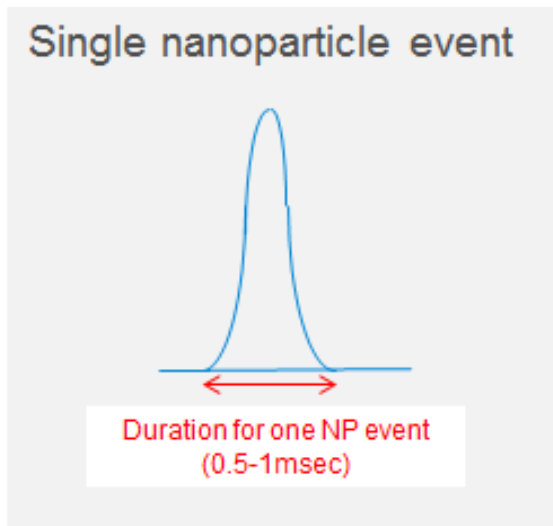 Single nanoparticle event
Duration for one NP event
(0.5-1msec)